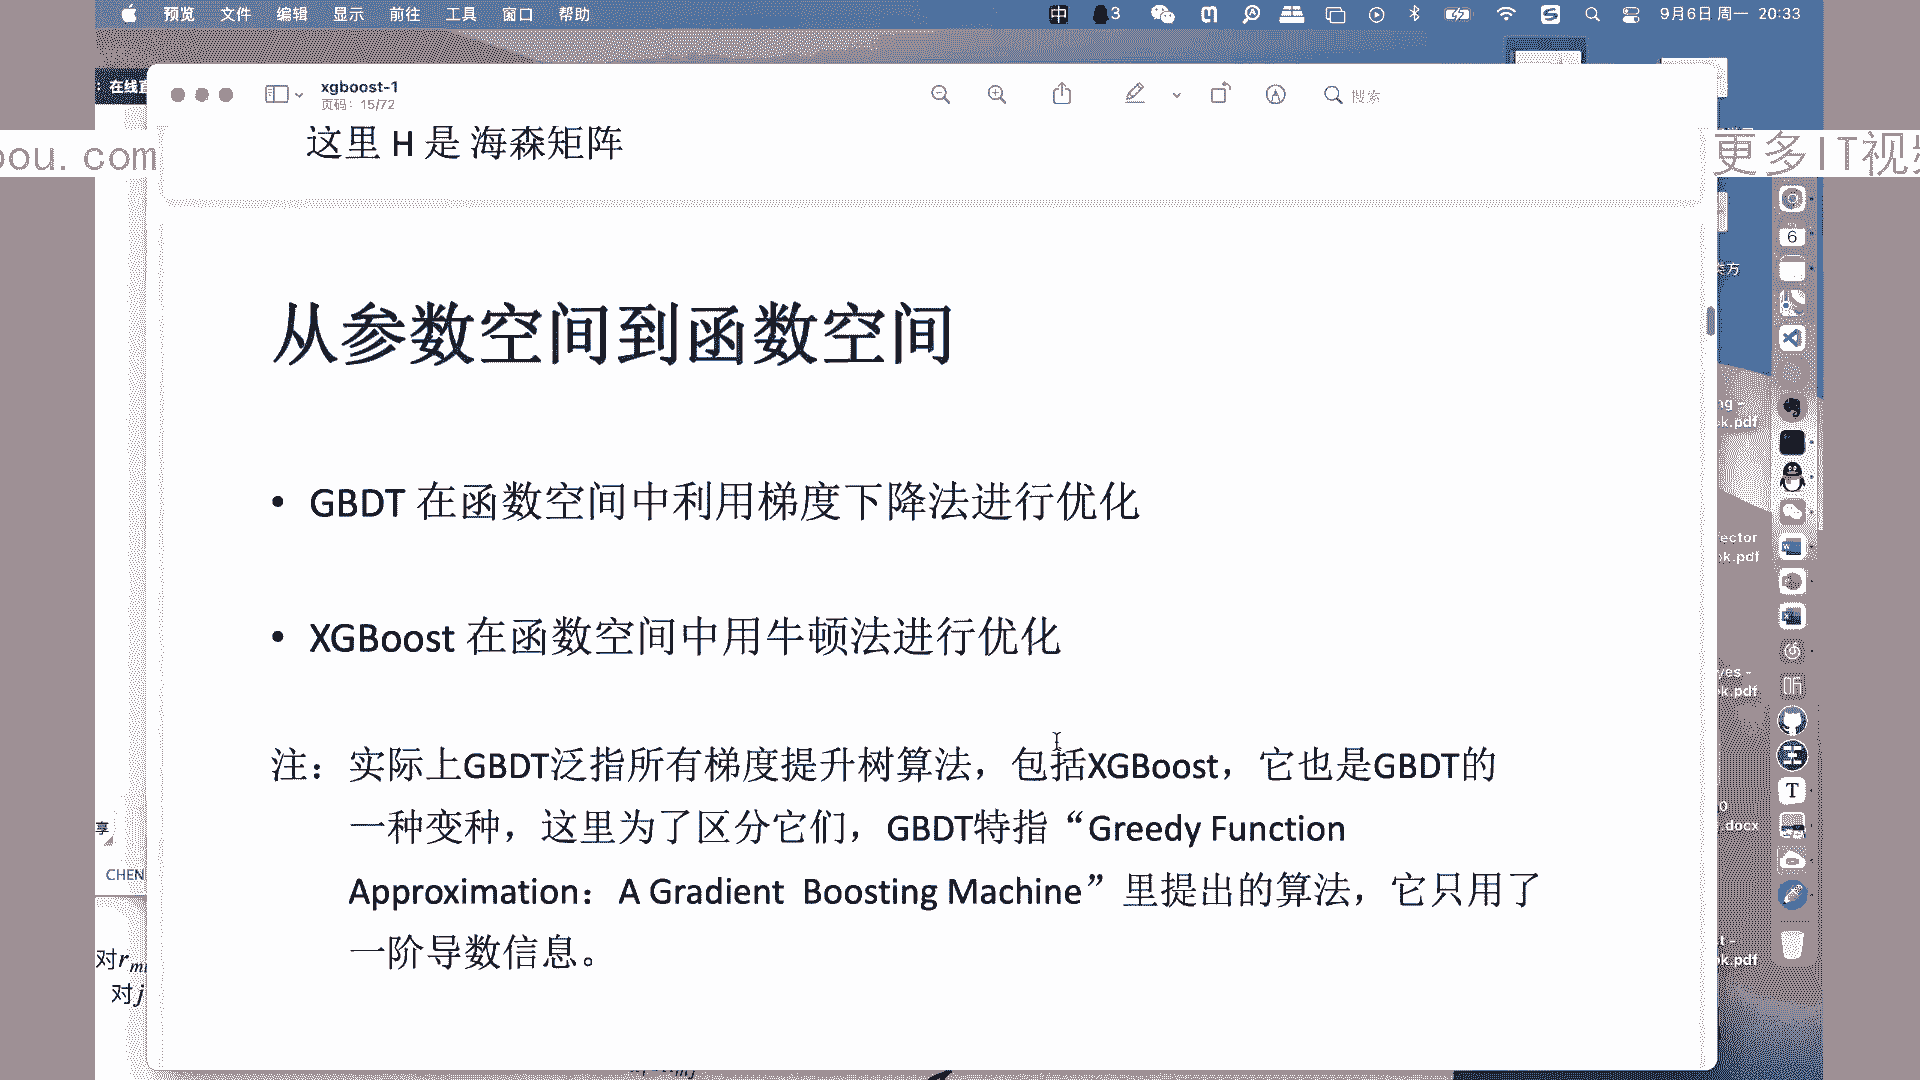 预览 文件 编辑 显示 前往 工具 窗口 帮助 中 3 9月6日 周一 20:33
在线
xgboost-1
页码：15/72
搜索
这里 H 是 海森矩阵
ou.com
更多IT视
从参数空间到函数空间
• GBDT 在函数空间中利用梯度下降法进行优化
• XGBoost 在函数空间中用牛顿法进行优化
注：实际上GBDT泛指所有梯度提升树算法，包括XGBoost，它也是GBDT的
一种变种，这里为了区分它们，GBDT特指“Greedy Function
Approximation：A Gradient Boosting Machine”里提出的算法，它只用了
一阶导数信息。
享
CHEN
对r
对j
6
类方
ng -
k.pdf
ector
ok.pdf
yes -
k.pdf
T
.docx
st -
ok.pdf